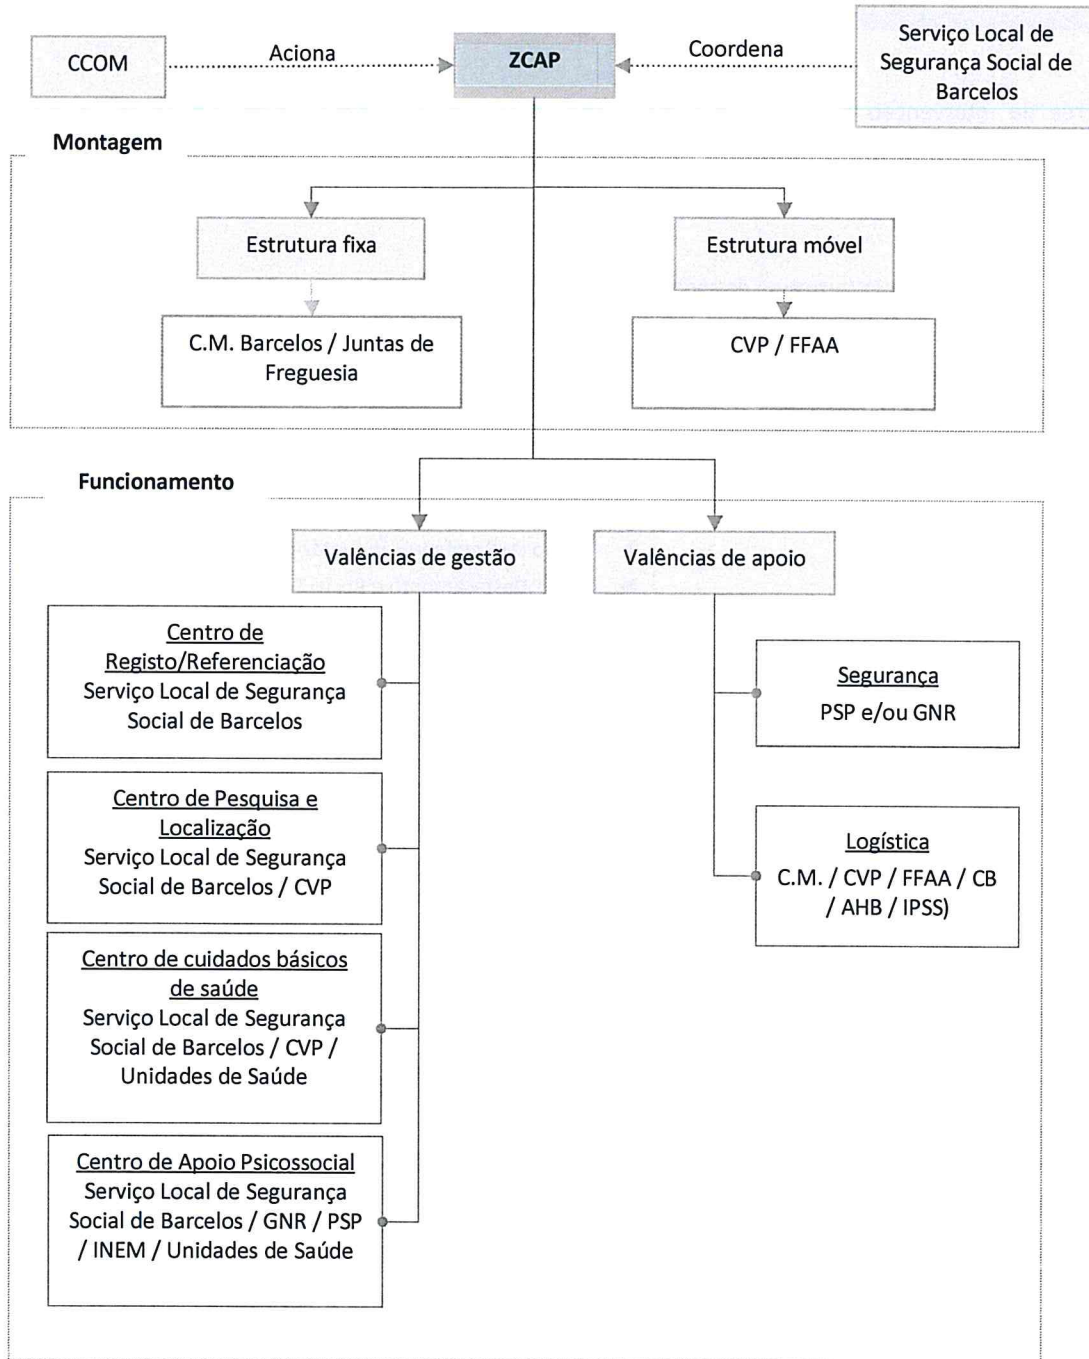 CCOM
Aciona
ZCAP
Coordena
Serviço Local de
Segurança Social de
Barcelos
Montagem
Estrutura fixa
Estrutura móvel
C.M. Barcelos / Juntas de
Freguesia
CVP / FFAA
Funcionamento
Valências de gestão
Valências de apoio
Centro de
Registo/Referenciação
Serviço Local de Segurança
Social de Barcelos
Centro de Pesquisa e
Localização
Serviço Local de Segurança
Social de Barcelos / CVP
Centro de cuidados básicos
de saúde
Serviço Local de Segurança
Social de Barcelos / CVP /
Unidades de Saúde
Centro de Apoio Psicossocial
Serviço Local de Segurança
Social de Barcelos / GNR / PSP
/ INEM / Unidades de Saúde
Segurança
PSP e/ou GNR
Logística
C.M. / CVP / FFAA / CB
/ AHB / IPSS)